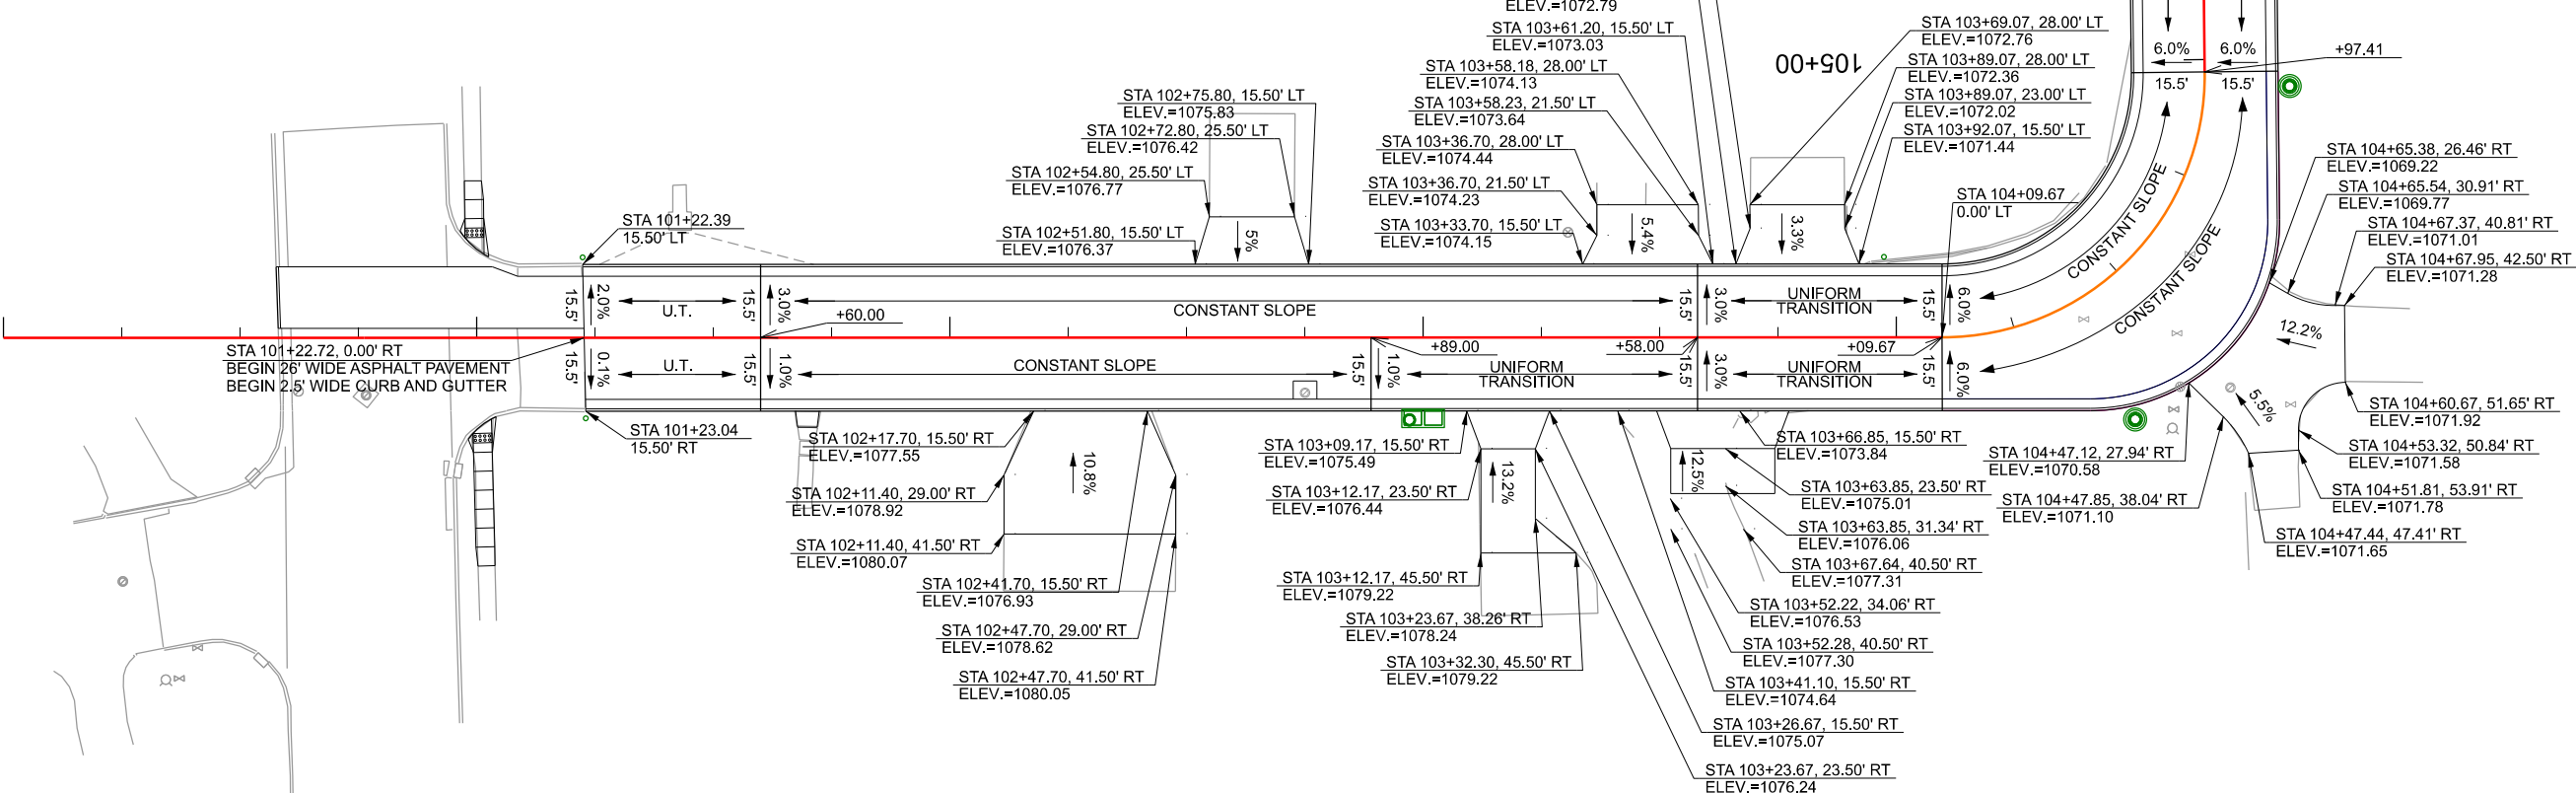 ELEV.=1072.79
STA 103+61.20, 15.50' LT
ELEV.=1073.03
STA 103+58.18, 28.00' LT
ELEV.=1074.13
STA 103+58.23, 21.50' LT
ELEV.=1073.64
STA 103+36.70, 28.00' LT
ELEV.=1074.44
STA 103+36.70, 21.50' LT
ELEV.=1074.23
STA 103+33.70, 15.50' LT
ELEV.=1074.15
105+00
STA 103+69.07, 28.00' LT
ELEV.=1072.76
STA 103+89.07, 28.00' LT
ELEV.=1072.36
STA 103+89.07, 23.00' LT
ELEV.=1072.02
STA 103+92.07, 15.50' LT
ELEV.=1071.44
6.0%
6.0%
15.5'
15.5'
+97.41
STA 102+75.80, 15.50' LT
ELEV.=1075.83
STA 102+72.80, 25.50' LT
ELEV.=1076.42
STA 102+54.80, 25.50' LT
ELEV.=1076.77
STA 102+51.80, 15.50' LT
ELEV.=1076.37
STA 101+22.39
15.50' LT
5%
5.4%
3.3%
STA 104+09.67
0.00' LT
CONSTANT SLOPE
CONSTANT SLOPE
STA 104+65.38, 26.46' RT
ELEV.=1069.22
STA 104+65.54, 30.91' RT
ELEV.=1069.77
STA 104+67.37, 40.81' RT
ELEV.=1071.01
STA 104+67.95, 42.50' RT
ELEV.=1071.28
12.2%
5.5%
15.5'
2.0%
U.T.
15.5'
3.0%
+60.00
CONSTANT SLOPE
15.5'
3.0%
UNIFORM
TRANSITION
15.5'
6.0%
STA 101+22.72, 0.00' RT
BEGIN 26' WIDE ASPHALT PAVEMENT
BEGIN 2.5' WIDE CURB AND GUTTER
15.5'
0.1%
U.T.
15.5'
1.0%
CONSTANT SLOPE
15.5'
+89.00
1.0%
UNIFORM
TRANSITION
+58.00
15.5'
3.0%
UNIFORM
TRANSITION
+09.67
15.5'
6.0%
STA 101+23.04
15.50' RT
STA 102+17.70, 15.50' RT
ELEV.=1077.55
STA 102+11.40, 29.00' RT
ELEV.=1078.92
STA 102+11.40, 41.50' RT
ELEV.=1080.07
10.8%
STA 102+41.70, 15.50' RT
ELEV.=1076.93
STA 102+47.70, 29.00' RT
ELEV.=1078.62
STA 102+47.70, 41.50' RT
ELEV.=1080.05
STA 103+09.17, 15.50' RT
ELEV.=1075.49
STA 103+12.17, 23.50' RT
ELEV.=1076.44
STA 103+12.17, 45.50' RT
ELEV.=1079.22
13.2%
STA 103+23.67, 38.26' RT
ELEV.=1078.24
STA 103+32.30, 45.50' RT
ELEV.=1079.22
12.5%
STA 103+66.85, 15.50' RT
ELEV.=1073.84
STA 103+63.85, 23.50' RT
ELEV.=1075.01
STA 103+63.85, 31.34' RT
ELEV.=1076.06
STA 103+67.64, 40.50' RT
ELEV.=1077.31
STA 103+52.22, 34.06' RT
ELEV.=1076.53
STA 103+52.28, 40.50' RT
ELEV.=1077.30
STA 103+41.10, 15.50' RT
ELEV.=1074.64
STA 103+26.67, 15.50' RT
ELEV.=1075.07
STA 103+23.67, 23.50' RT
ELEV.=1076.24
STA 104+47.12, 27.94' RT
ELEV.=1070.58
STA 104+47.85, 38.04' RT
ELEV.=1071.10
STA 104+60.67, 51.65' RT
ELEV.=1071.92
STA 104+53.32, 50.84' RT
ELEV.=1071.58
STA 104+51.81, 53.91' RT
ELEV.=1071.78
STA 104+47.44, 47.41' RT
ELEV.=1071.65